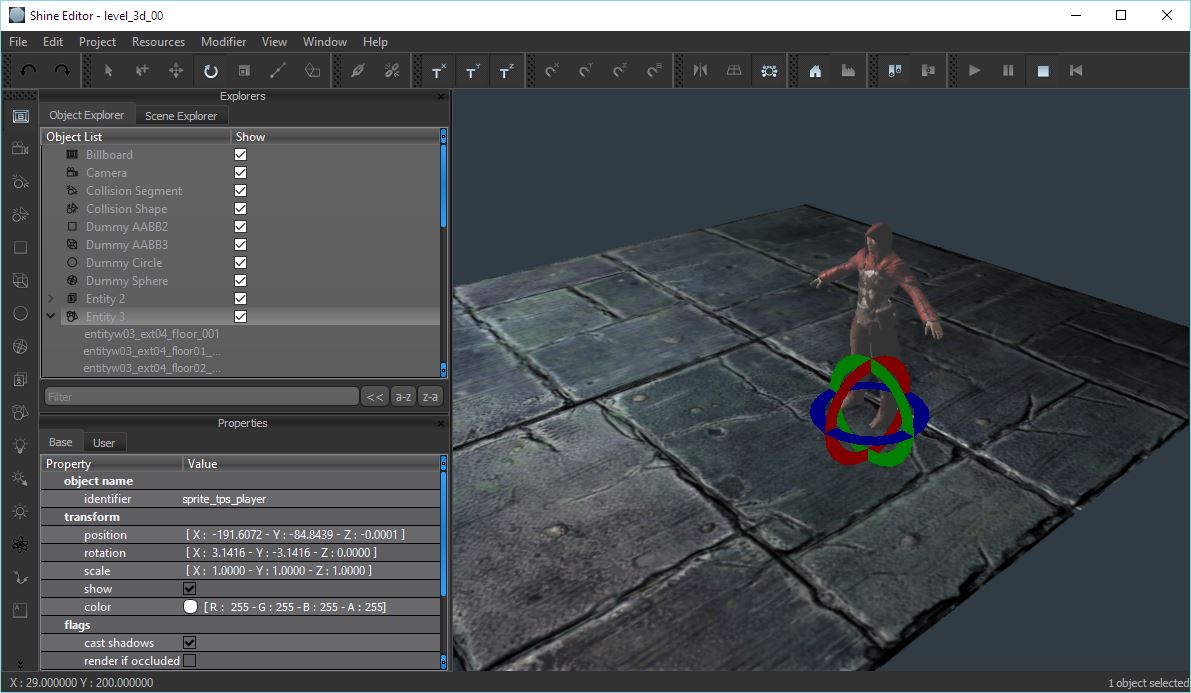 Shine Editor - level_3d_00
File Edit Project Resources Modifier View Window Help
T X T Y T Z
Explorers
Object Explorer Scene Explorer
Object List Show
Billboard
Camera
Collision Segment
Collision Shape
Dummy AABB2
Dummy AABB3
Dummy Circle
Dummy Sphere
Entity 2
Entity 3
entityw03_ext04_floor_001
entityw03_ext04_floor01_...
entityw03_ext04_floor02_...
Filter << a-z z-a
Properties
Base User
Property Value
object name
identifier sprite_tps_player
transform
position [ X : -191.6072 - Y : -84.8439 - Z : -0.0001 ]
rotation [ X : 3.1416 - Y : -3.1416 - Z : 0.0000 ]
scale [ X : 1.0000 - Y : 1.0000 - Z : 1.0000 ]
show
color [ R : 255 - G : 255 - B : 255 - A : 255]
flags
cast shadows
render if occluded
X : 29.000000 Y : 200.000000
1 object selected